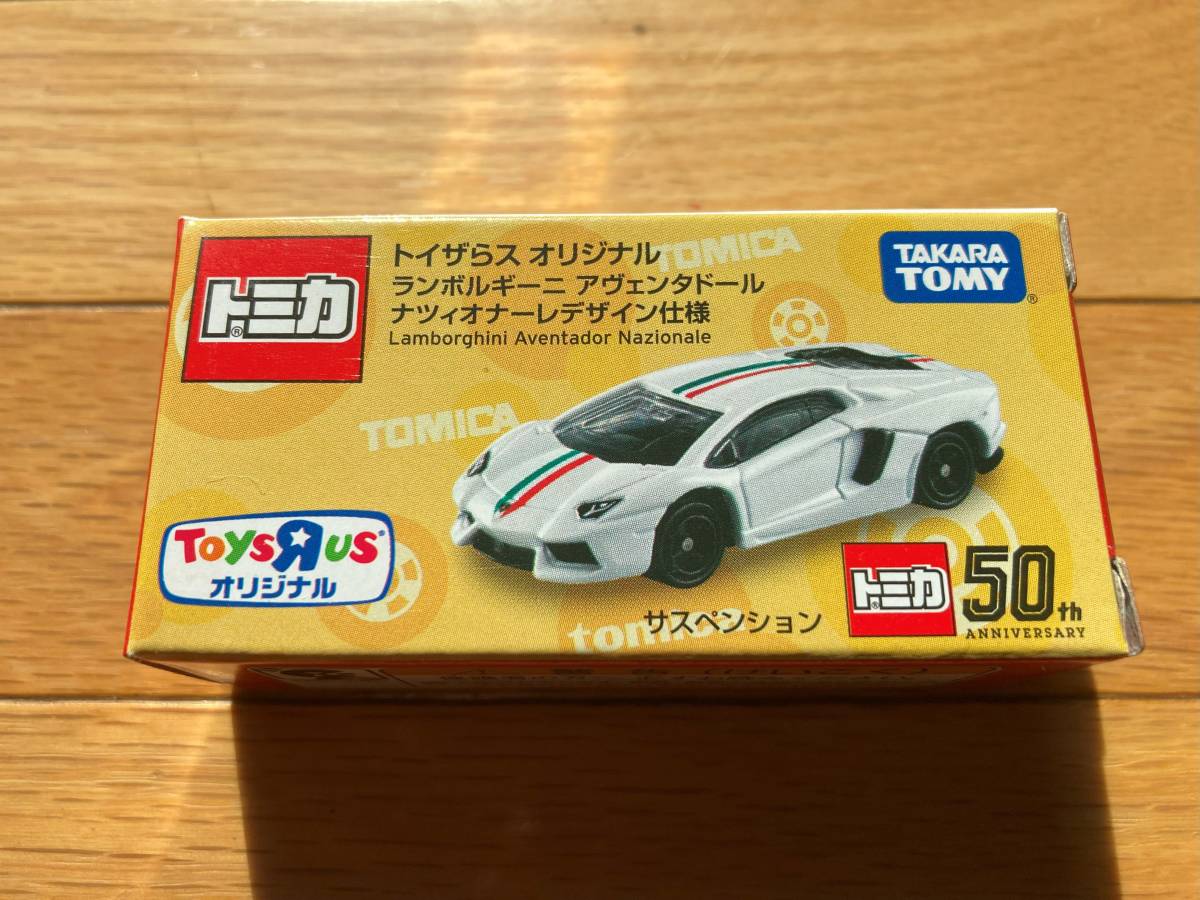 トミカ
®
トイザらス オリジナル
ランボルギーニ アヴェンタドール
ナツィオナーレデザイン仕様
Lamborghini Aventador Nazionale
TOMICA
TAKARA
TOMY
®
TOMICA
TOYS R US
オリジナル
サスペンション
tomica
トミカ
®
50th
ANNIVERSARY